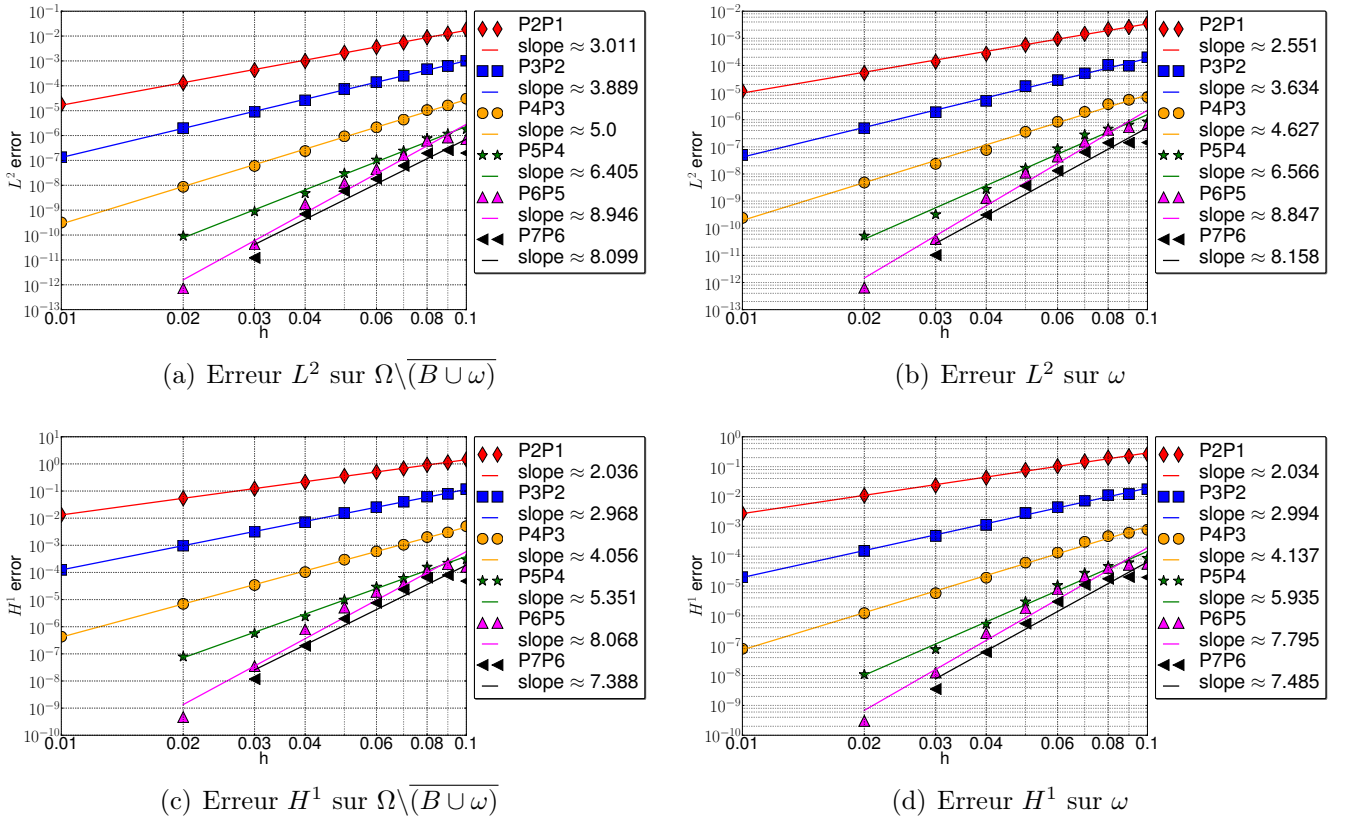 10^{-1}
10^{-2}
10^{-3}
10^{-4}
10^{-5}
10^{-6}
10^{-7}
10^{-8}
10^{-9}
10^{-10}
10^{-11}
10^{-12}
10^{-13}
L^2 error
0.01 0.02 0.03 0.04 0.06 0.08 0.1
h
P2P1
slope ≈ 3.011
P3P2
slope ≈ 3.889
P4P3
slope ≈ 5.0
P5P4
slope ≈ 6.405
P6P5
slope ≈ 8.946
P7P6
slope ≈ 8.099
(a) Erreur L^2 sur Ω\\overline{(B ∪ ω)}
10^{-2}
10^{-3}
10^{-4}
10^{-5}
10^{-6}
10^{-7}
10^{-8}
10^{-9}
10^{-10}
10^{-11}
10^{-12}
10^{-13}
L^2 error
0.01 0.02 0.03 0.04 0.06 0.08 0.1
h
P2P1
slope ≈ 2.551
P3P2
slope ≈ 3.634
P4P3
slope ≈ 4.627
P5P4
slope ≈ 6.566
P6P5
slope ≈ 8.847
P7P6
slope ≈ 8.158
(b) Erreur L^2 sur ω
10^1
10^0
10^{-1}
10^{-2}
10^{-3}
10^{-4}
10^{-5}
10^{-6}
10^{-7}
10^{-8}
10^{-9}
10^{-10}
H^1 error
0.01 0.02 0.03 0.04 0.06 0.08 0.1
h
P2P1
slope ≈ 2.036
P3P2
slope ≈ 2.968
P4P3
slope ≈ 4.056
P5P4
slope ≈ 5.351
P6P5
slope ≈ 8.068
P7P6
slope ≈ 7.388
(c) Erreur H^1 sur Ω\\overline{(B ∪ ω)}
10^0
10^{-1}
10^{-2}
10^{-3}
10^{-4}
10^{-5}
10^{-6}
10^{-7}
10^{-8}
10^{-9}
10^{-10}
H^1 error
0.01 0.02 0.03 0.04 0.06 0.08 0.1
h
P2P1
slope ≈ 2.034
P3P2
slope ≈ 2.994
P4P3
slope ≈ 4.137
P5P4
slope ≈ 5.935
P6P5
slope ≈ 7.795
P7P6
slope ≈ 7.485
(d) Erreur H^1 sur ω